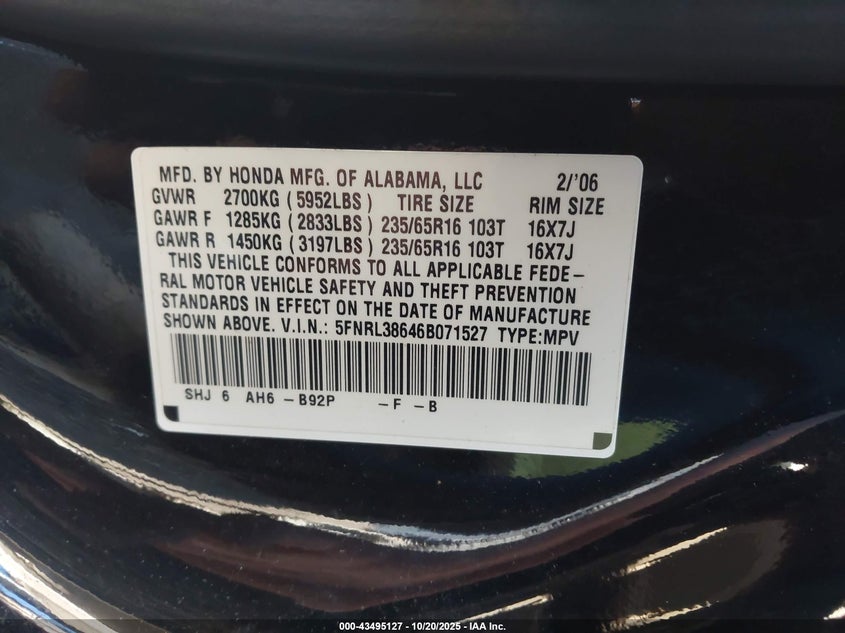 MFD. BY HONDA MFG. OF ALABAMA, LLC 2/'06
GVWR 2700KG (5952LBS) TIRE SIZE RIM SIZE
GAWR F 1285KG (2833LBS) 235/65R16 103T 16X7J
GAWR R 1450KG (3197LBS) 235/65R16 103T 16X7J
THIS VEHICLE CONFORMS TO ALL APPLICABLE FEDE-
RAL MOTOR VEHICLE SAFETY AND THEFT PREVENTION
STANDARDS IN EFFECT ON THE DATE OF MANUFACTURE
SHOWN ABOVE. V.I.N.: 5FNRL38646B071527 TYPE:MPV
SHJ 6 AH6 -B92P -F -B
000-43495127 - 10/20/2025 - IAA Inc.